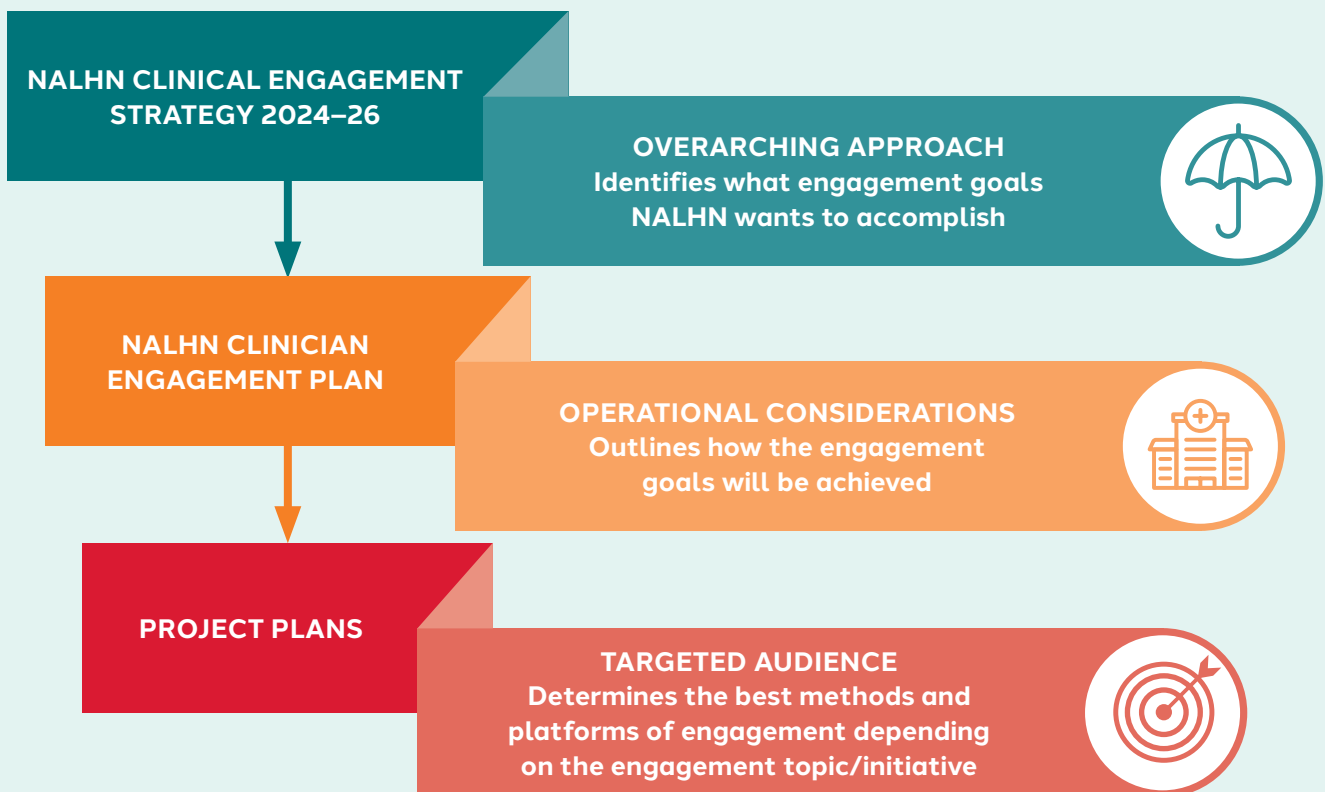 NALHN CLINICAL ENGAGEMENT
STRATEGY 2024–26
OVERARCHING APPROACH
Identifies what engagement goals
NALHN wants to accomplish
NALHN CLINICIAN
ENGAGEMENT PLAN
OPERATIONAL CONSIDERATIONS
Outlines how the engagement
goals will be achieved
PROJECT PLANS
TARGETED AUDIENCE
Determines the best methods and
platforms of engagement depending
on the engagement topic/initiative